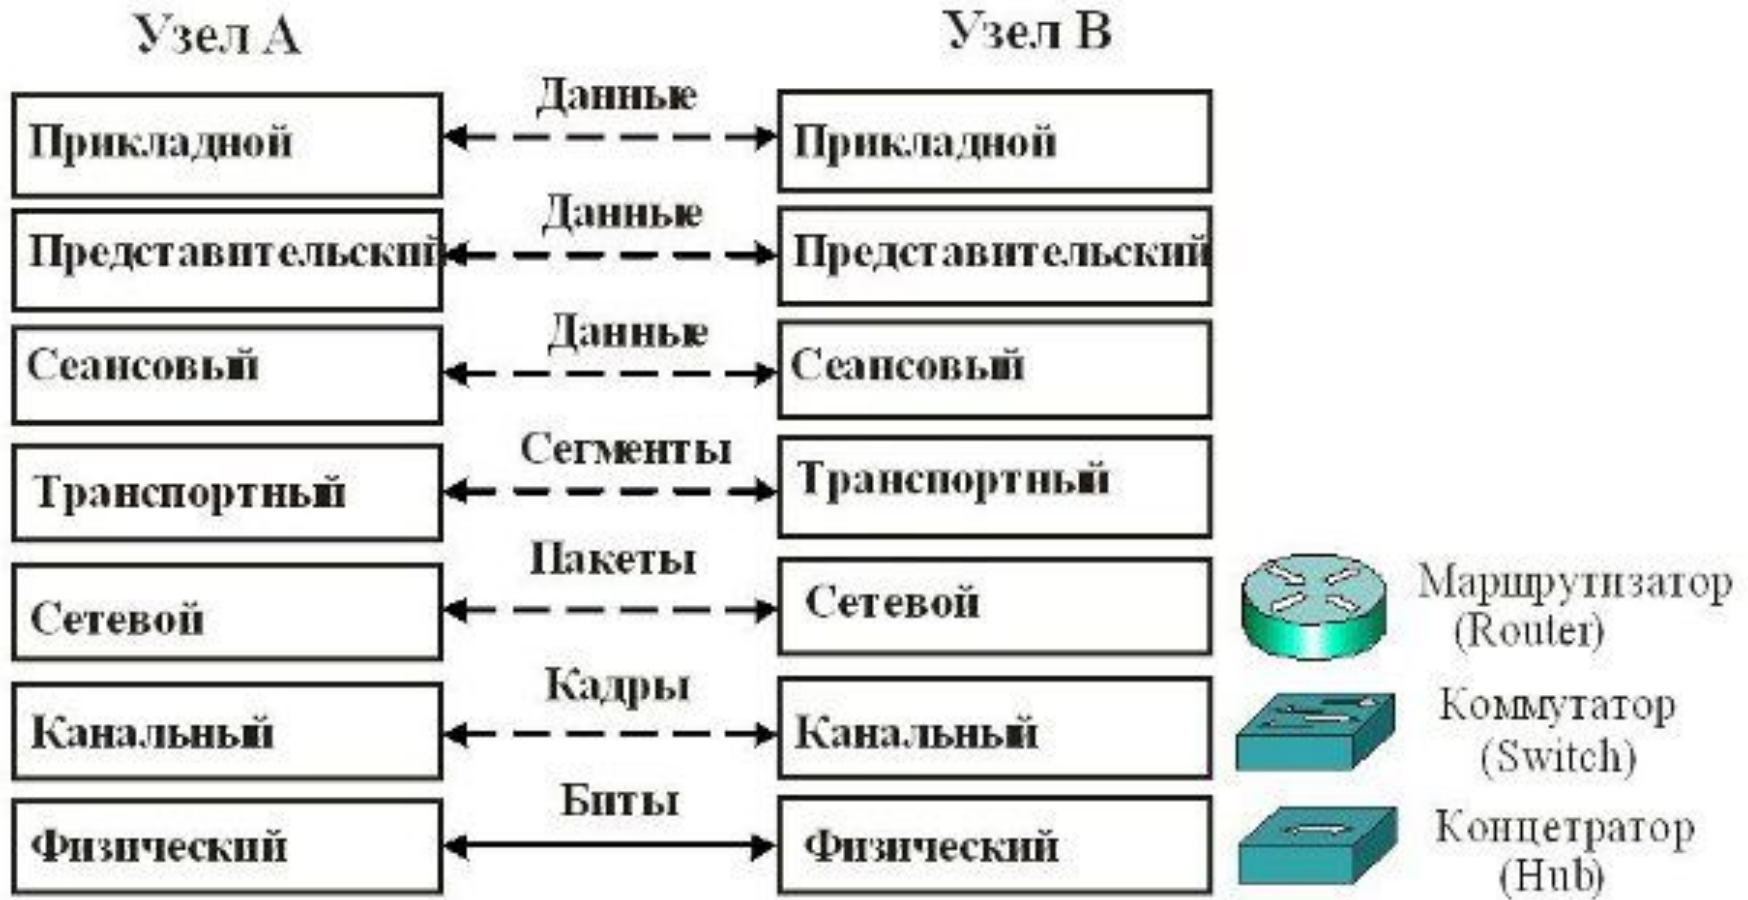 Узел А
Узел В
Данные
Прикладной
Прикладной
Данные
Представительский
Представительский
Данные
Сеансовый
Сеансовый
Сегменты
Транспортный
Транспортный
Пакеты
Сетевой
Сетевой
Маршрутизатор
(Router)
Кадры
Канальный
Канальный
Коммутатор
(Switch)
Биты
Физический
Физический
Концетратор
(Hub)